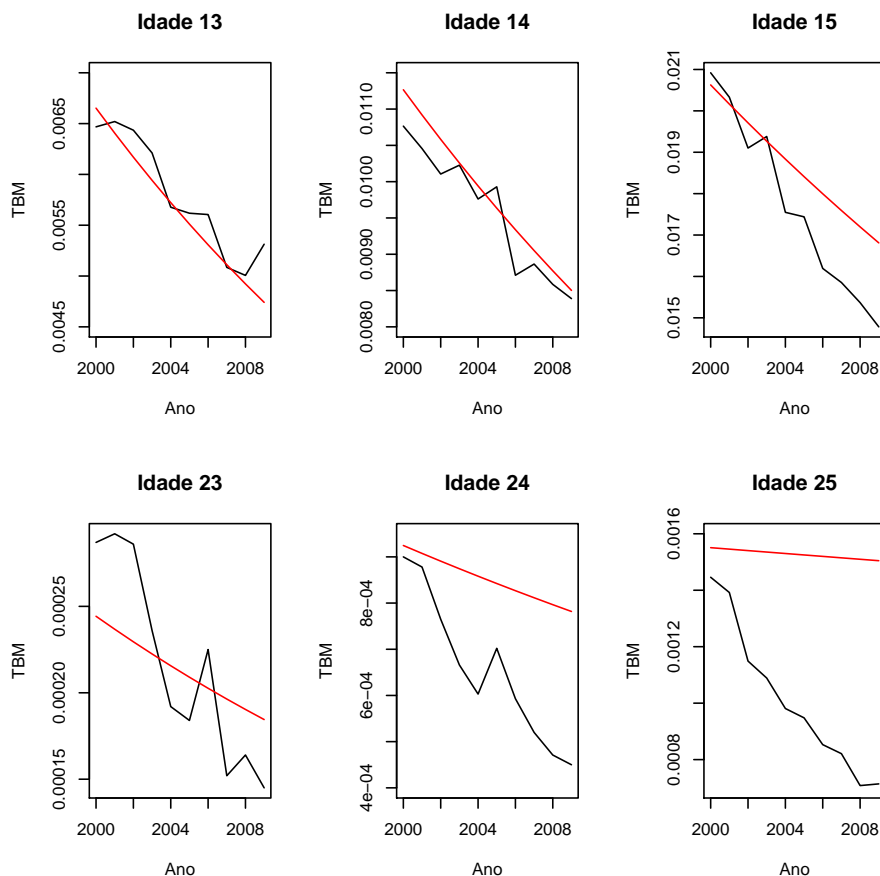 Idade 13
TBM
0.0045 0.0055 0.0065
2000 2004 2008
Ano
Idade 14
TBM
0.0080 0.0090 0.0100 0.0110
2000 2004 2008
Ano
Idade 15
TBM
0.015 0.017 0.019 0.021
2000 2004 2008
Ano
Idade 23
TBM
0.00015 0.00020 0.00025
2000 2004 2008
Ano
Idade 24
TBM
4e-04 6e-04 8e-04
2000 2004 2008
Ano
Idade 25
TBM
0.0008 0.0012 0.0016
2000 2004 2008
Ano